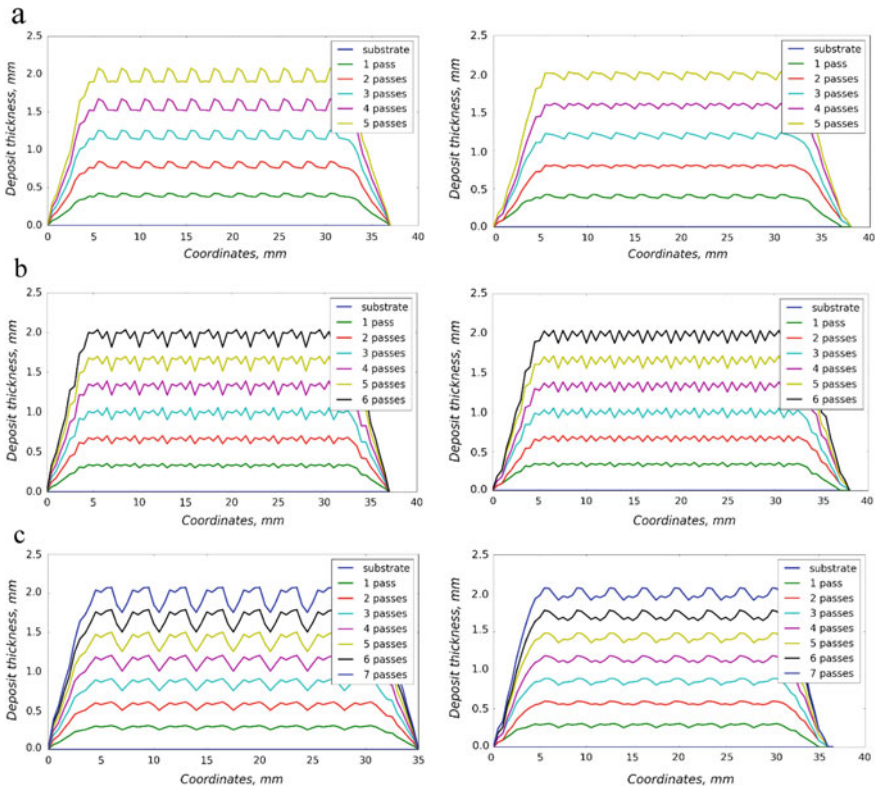 a
2.5
2.0
1.5
1.0
0.5
0.0
Deposit thickness, mm
0 5 10 15 20 25 30 35 40
Coordinates, mm
substrate
1 pass
2 passes
3 passes
4 passes
5 passes
2.5
2.0
1.5
1.0
0.5
0.0
Deposit thickness, mm
0 5 10 15 20 25 30 35 40
Coordinates, mm
substrate
1 pass
2 passes
3 passes
4 passes
5 passes
b
2.5
2.0
1.5
1.0
0.5
0.0
Deposit thickness, mm
0 5 10 15 20 25 30 35 40
Coordinates, mm
substrate
1 pass
2 passes
3 passes
4 passes
5 passes
6 passes
2.5
2.0
1.5
1.0
0.5
0.0
Deposit thickness, mm
0 5 10 15 20 25 30 35 40
Coordinates, mm
substrate
1 pass
2 passes
3 passes
4 passes
5 passes
6 passes
c
2.5
2.0
1.5
1.0
0.5
0.0
Deposit thickness, mm
0 5 10 15 20 25 30 35
Coordinates, mm
substrate
1 pass
2 passes
3 passes
4 passes
5 passes
6 passes
7 passes
2.5
2.0
1.5
1.0
0.5
0.0
Deposit thickness, mm
0 5 10 15 20 25 30 35 40
Coordinates, mm
substrate
1 pass
2 passes
3 passes
4 passes
5 passes
6 passes
7 passes